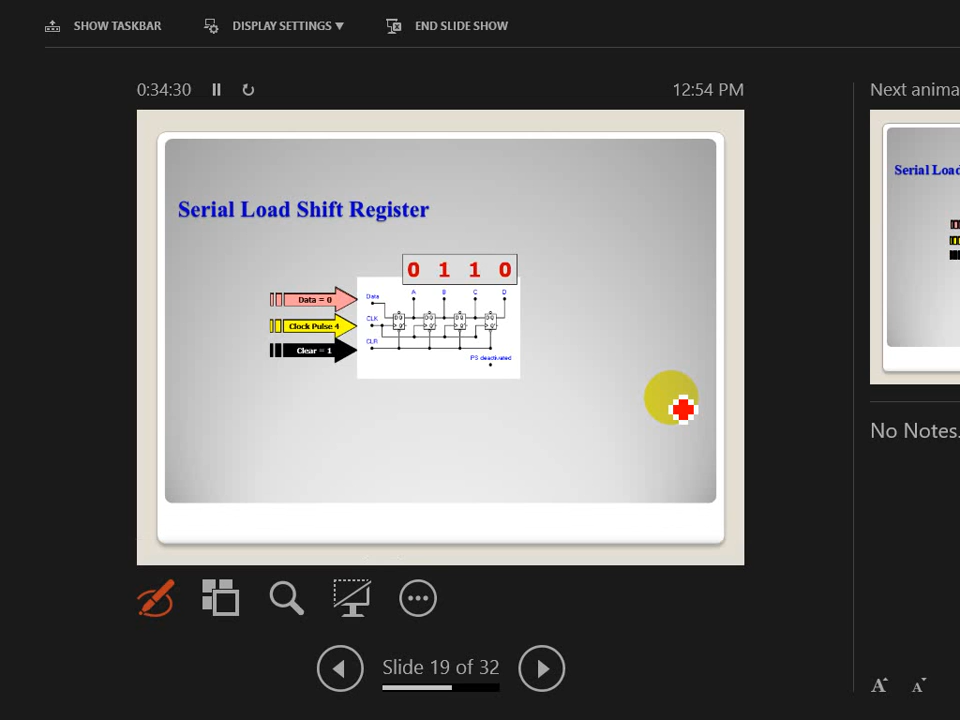 SHOW TASKBAR DISPLAY SETTINGS ▼ END SLIDE SHOW
0:34:30 12:54 PM Next anima
Serial Load Shift Register
0 1 1 0
A B C D
Data = 0 Data
Clock Pulse 4 CLK
Clear = 1 CLR
PS deactivated
Serial Load
No Notes.
Slide 19 of 32
A A